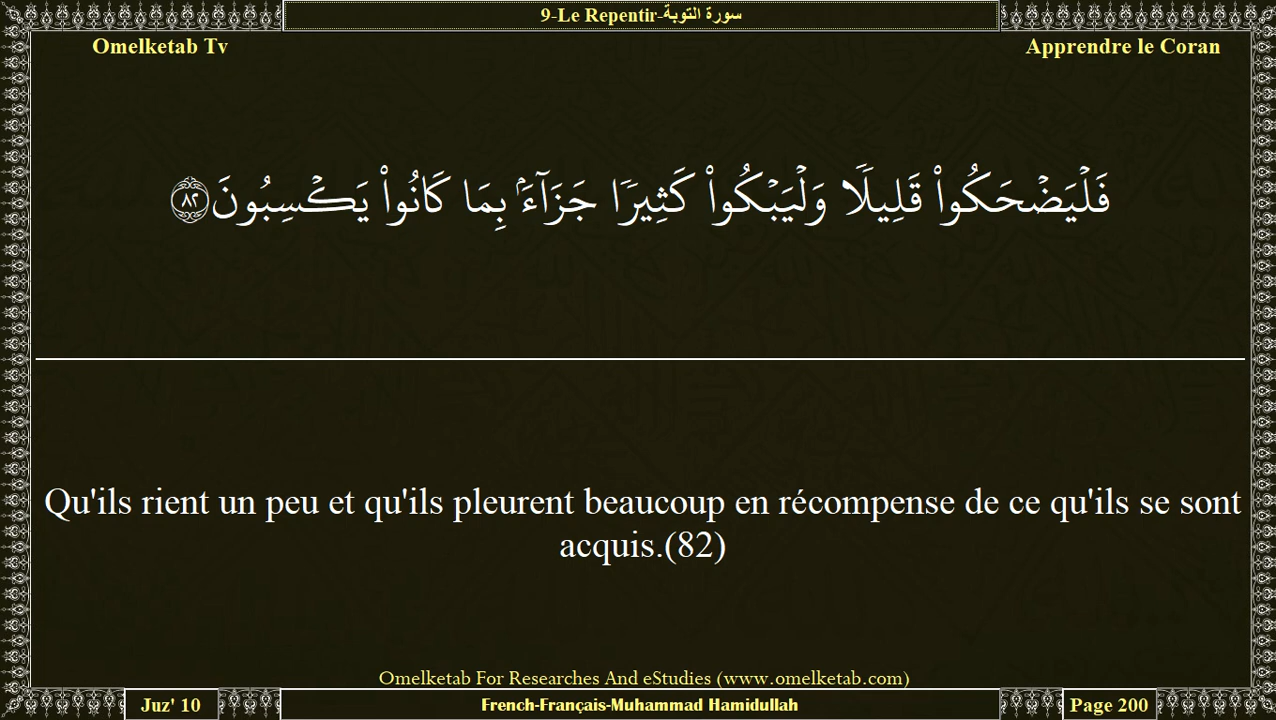 9-Le Repentir-سورة التوبة
Omelketab Tv
Apprendre le Coran
فَلۡيَضۡحَكُواْ قَلِيلٗا وَلۡيَبۡكُواْ كَثِيرٗا جَزَآءَۢ بِمَا كَانُواْ يَكۡسِبُونَ ٨٢
Qu'ils rient un peu et qu'ils pleurent beaucoup en récompense de ce qu'ils se sont
acquis.(82)
Omelketab For Researches And eStudies (www.omelketab.com)
Juz' 10
French-Français-Muhammad Hamidullah
Page 200